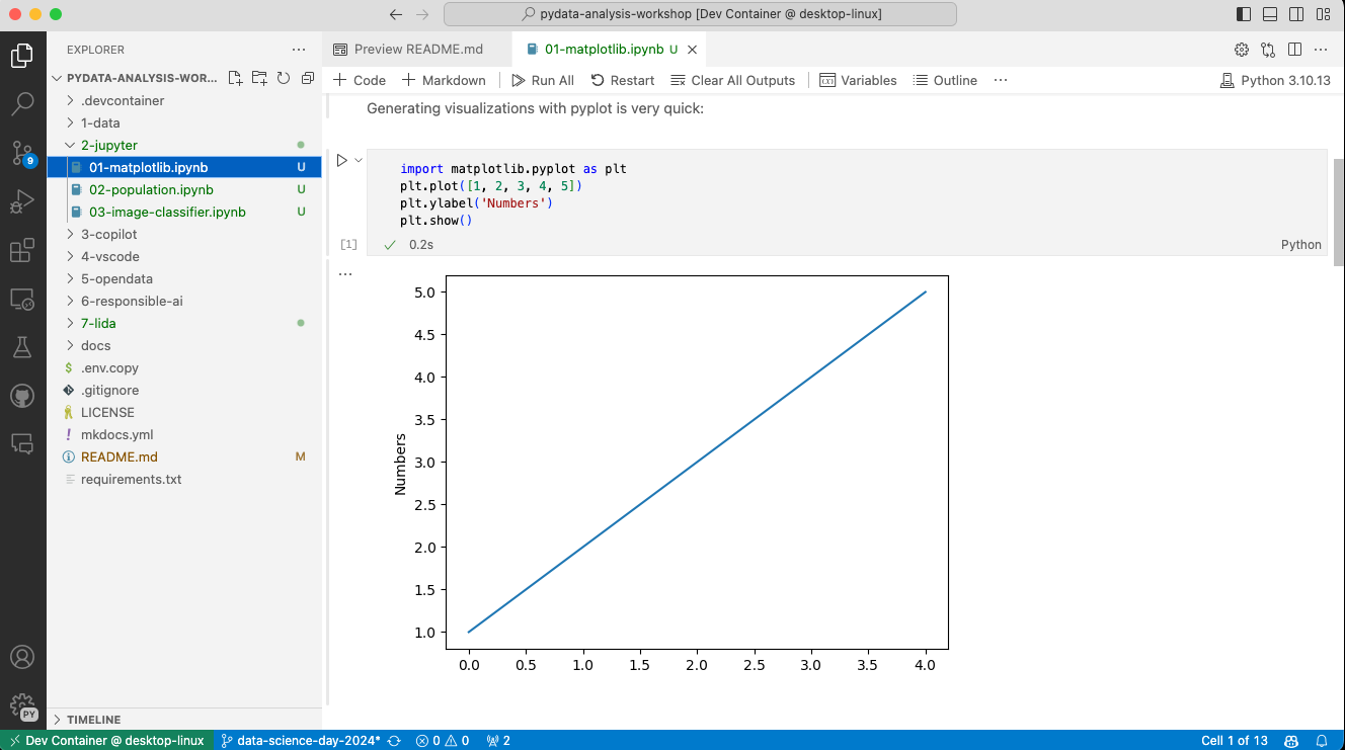 pydata-analysis-workshop [Dev Container @ desktop-linux]
EXPLORER
PYDATA-ANALYSIS-WOR...
.devcontainer
1-data
2-jupyter
01-matplotlib.ipynb U
02-population.ipynb U
03-image-classifier.ipynb U
3-copilot
4-vscode
5-opendata
6-responsible-ai
7-lida
docs
$ .env.copy
.gitignore
LICENSE
! mkdocs.yml
README.md M
requirements.txt
TIMELINE
9
PY
Preview README.md
01-matplotlib.ipynb U
Code Markdown Run All Restart Clear All Outputs Variables Outline ... Python 3.10.13
Generating visualizations with pyplot is very quick:
import matplotlib.pyplot as plt
plt.plot([1, 2, 3, 4, 5])
plt.ylabel('Numbers')
plt.show()
[1] 0.2s Python
...
5.0
4.5
4.0
3.5
3.0
2.5
2.0
1.5
1.0
Numbers
0.0 0.5 1.0 1.5 2.0 2.5 3.0 3.5 4.0
Dev Container @ desktop-linux data-science-day-2024* 0 0 2 Cell 1 of 13